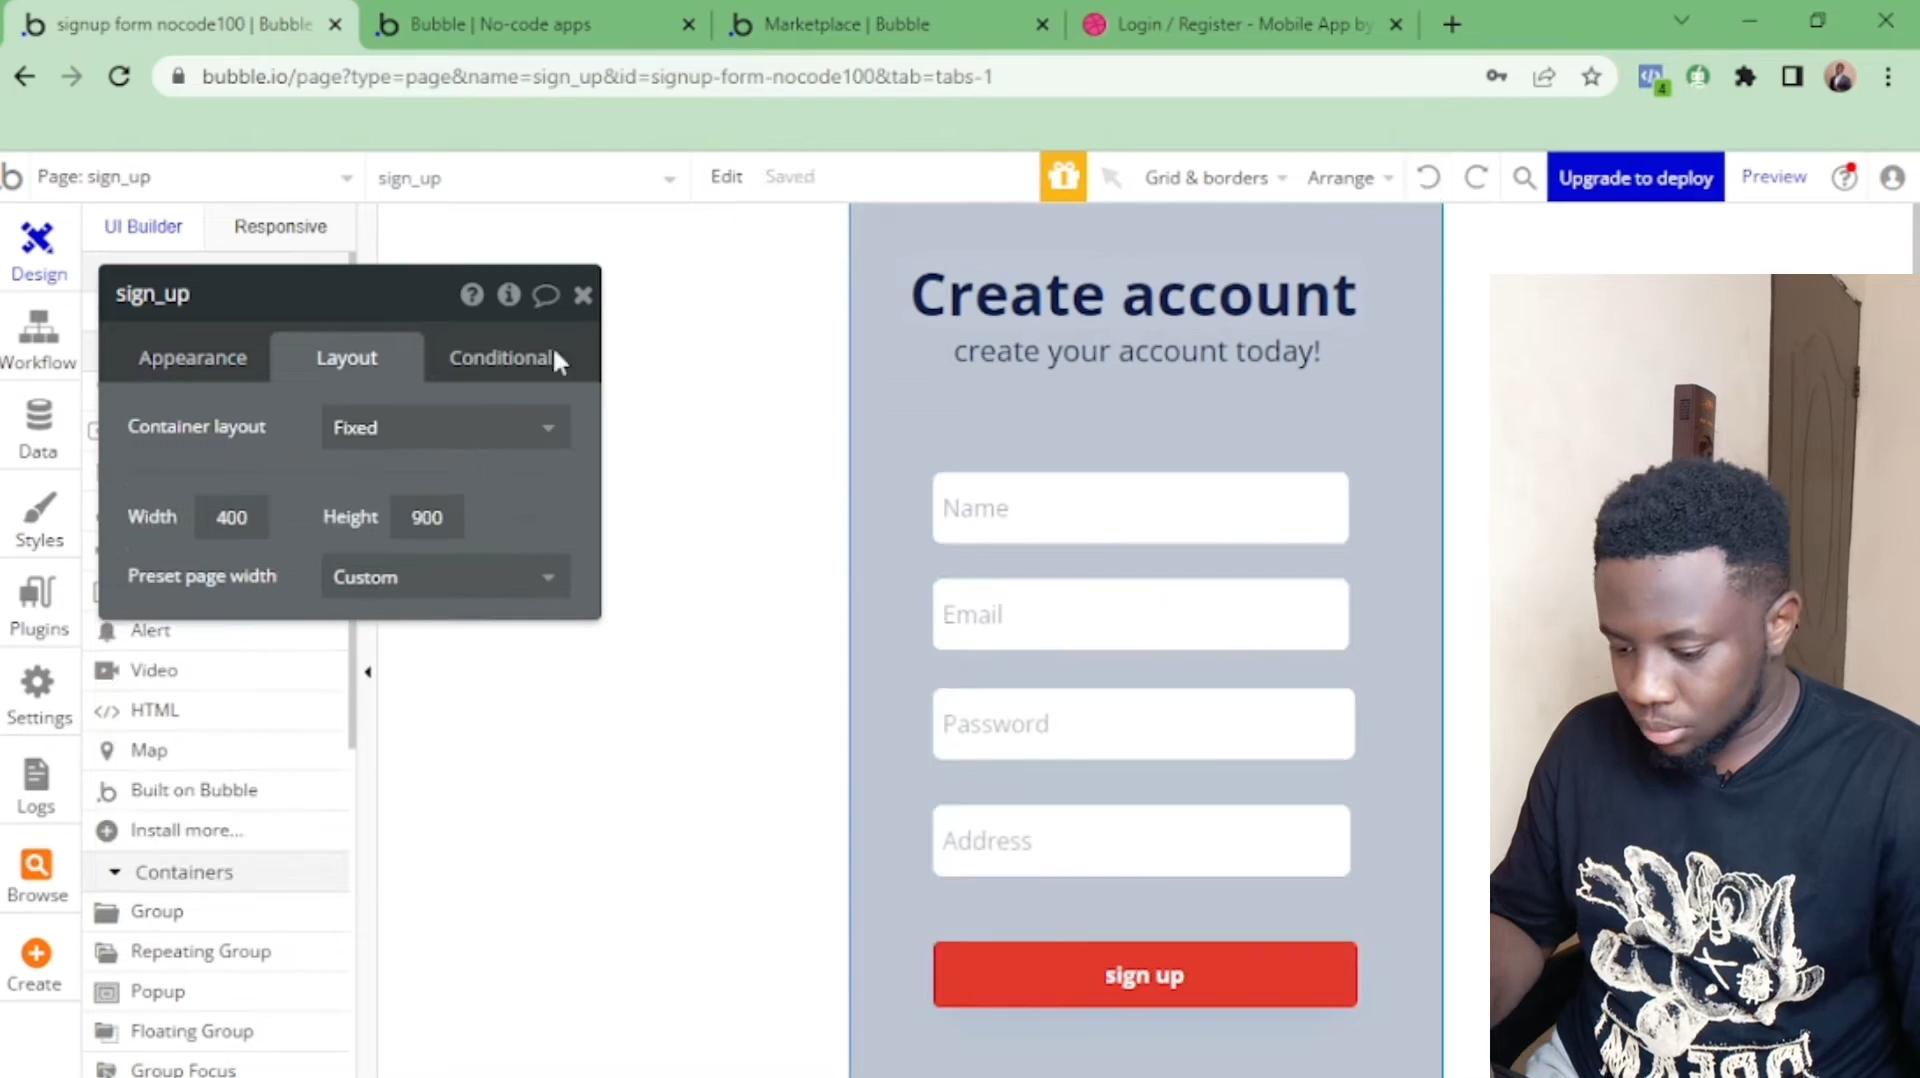 signup form nocode100 | Bubble
Bubble | No-code apps
Marketplace | Bubble
Login / Register - Mobile App by
bubble.io/page?type=page&name=sign_up&id=signup-form-nocode100&tab=tabs-1
4
Page: sign_up
sign_up
Edit
Saved
Grid & borders
Arrange
Upgrade to deploy
Preview
Design
Workflow
Data
Styles
Plugins
Settings
Logs
Browse
Create
UI Builder
Responsive
sign_up
Appearance
Layout
Conditional
Container layout
Fixed
Width
400
Height
900
Preset page width
Custom
Alert
Video
HTML
Map
Built on Bubble
Install more...
Containers
Group
Repeating Group
Popup
Floating Group
Group Focus
Create account
create your account today!
Name
Email
Password
Address
sign up